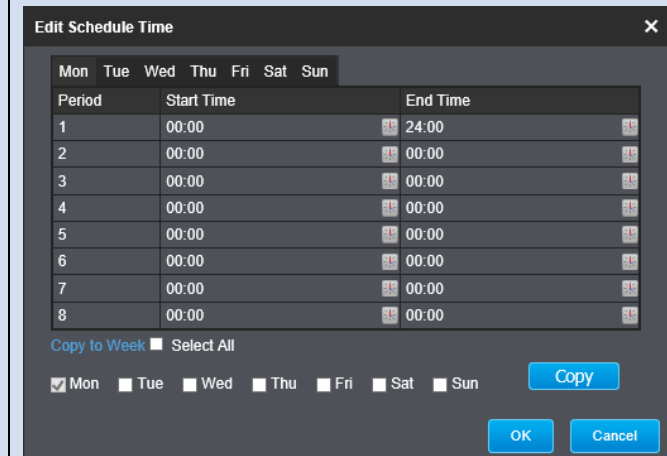 Edit Schedule Time
Mon Tue Wed Thu Fri Sat Sun
Period Start Time End Time
1 00:00 24:00
2 00:00 00:00
3 00:00 00:00
4 00:00 00:00
5 00:00 00:00
6 00:00 00:00
7 00:00 00:00
8 00:00 00:00
Copy to Week Select All
Mon Tue Wed Thu Fri Sat Sun Copy
OK Cancel